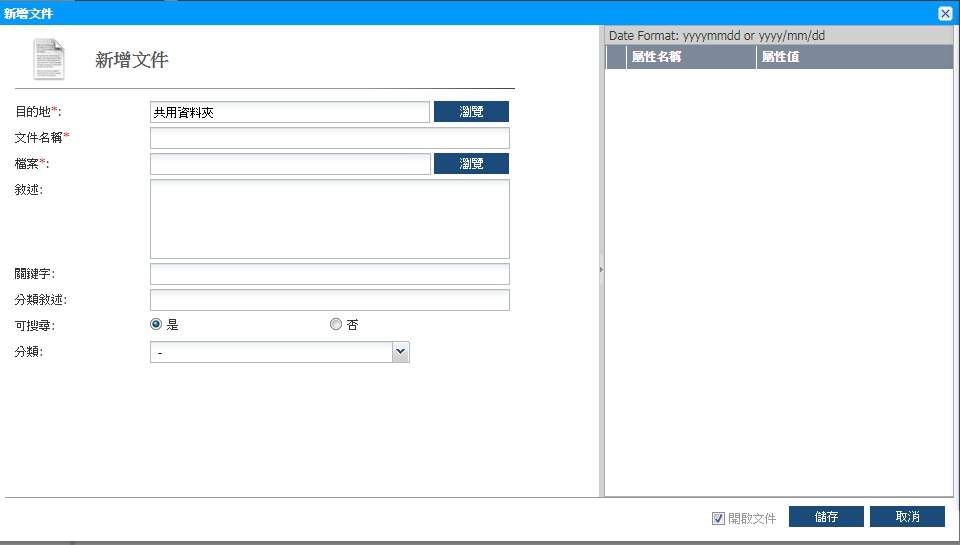 新增文件
新增文件
目的地*:
共用資料夾
瀏覽
文件名稱*
檔案*:
瀏覽
敘述:
關鍵字:
分類敘述:
可搜尋:
是
否
分類:
-
Date Format: yyyymmdd or yyyy/mm/dd
屬性名稱
屬性值
開啟文件
儲存
取消